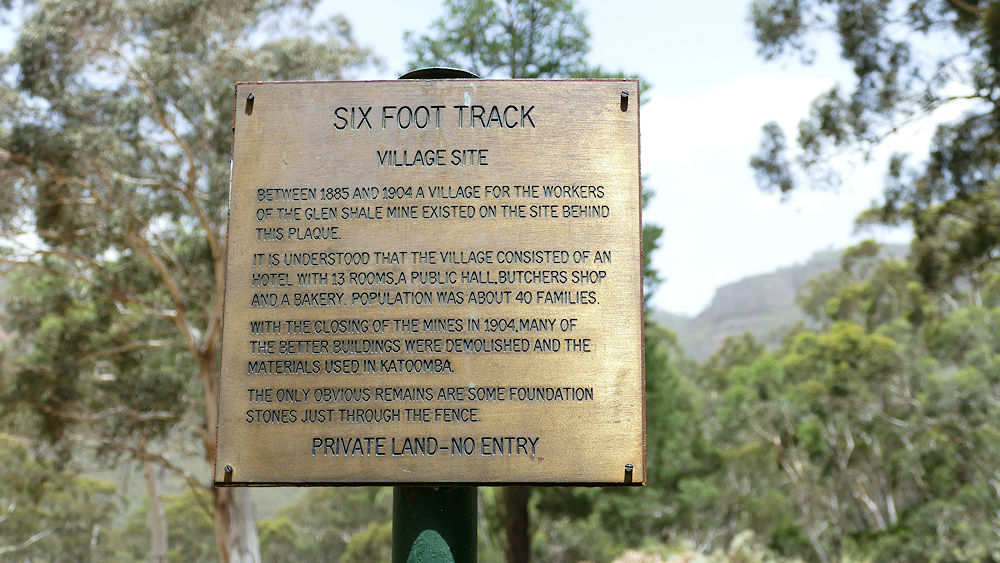 SIX FOOT TRACK
VILLAGE SITE
BETWEEN 1885 AND 1904 A VILLAGE FOR THE WORKERS
OF THE GLEN SHALE MINE EXISTED ON THE SITE BEHIND
THIS PLAQUE.
IT IS UNDERSTOOD THAT THE VILLAGE CONSISTED OF AN
HOTEL WITH 13 ROOMS,A PUBLIC HALL,BUTCHERS SHOP
AND A BAKERY. POPULATION WAS ABOUT 40 FAMILIES.
WITH THE CLOSING OF THE MINES IN 1904,MANY OF
THE BETTER BUILDINGS WERE DEMOLISHED AND THE
MATERIALS USED IN KATOOMBA.
THE ONLY OBVIOUS REMAINS ARE SOME FOUNDATION
STONES JUST THROUGH THE FENCE.
PRIVATE LAND-NO ENTRY